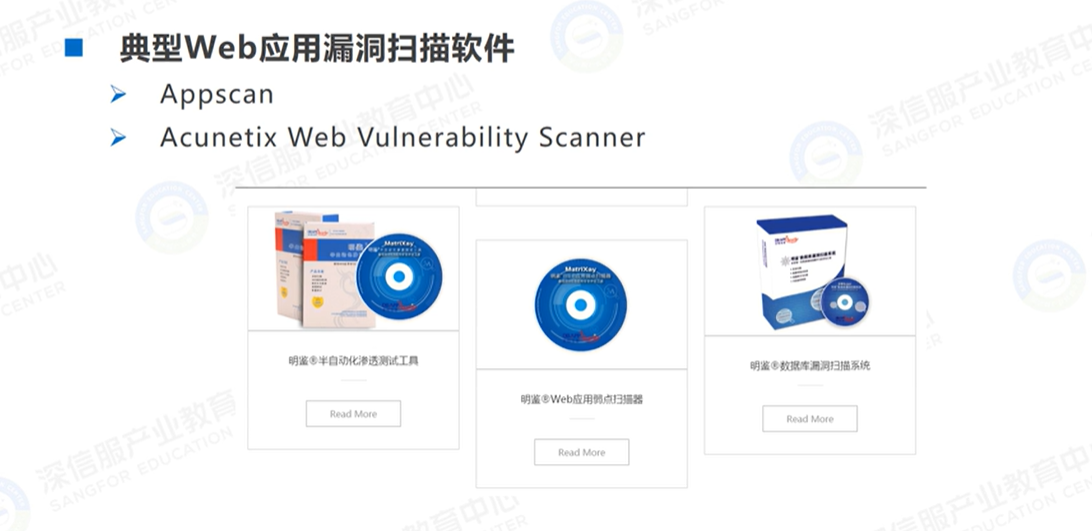 典型Web应用漏洞扫描软件
Appscan
Acunetix Web Vulnerability Scanner
MatriXay
MatriXay
明鉴®半自动化渗透测试工具
Read More
明鉴®Web应用弱点扫描器
Read More
明鉴®数据库漏洞扫描系统
Read More
深信服产业教育中心
SANGFOR EDUCATION CENTER